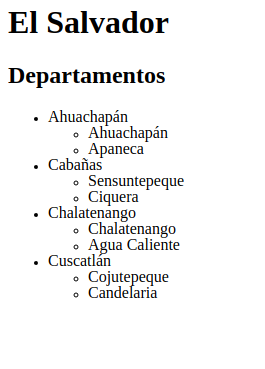 El Salvador
Departamentos
Ahuachapán
Ahuachapán
Apaneca
Cabañas
Sensuntepeque
Ciquera
Chalatenango
Chalatenango
Agua Caliente
Cuscatlán
Cojutepeque
Candelaria